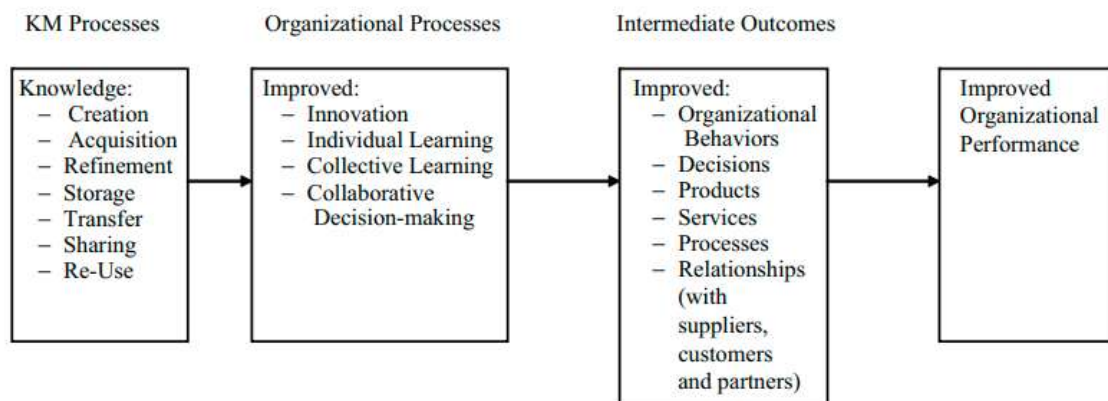 KM Processes
Organizational Processes
Intermediate Outcomes
Knowledge:
– Creation
– Acquisition
– Refinement
– Storage
– Transfer
– Sharing
– Re-Use
Improved:
– Innovation
– Individual Learning
– Collective Learning
– Collaborative
Decision-making
Improved:
– Organizational
Behaviors
– Decisions
– Products
– Services
– Processes
– Relationships
(with
suppliers,
customers
and partners)
Improved
Organizational
Performance